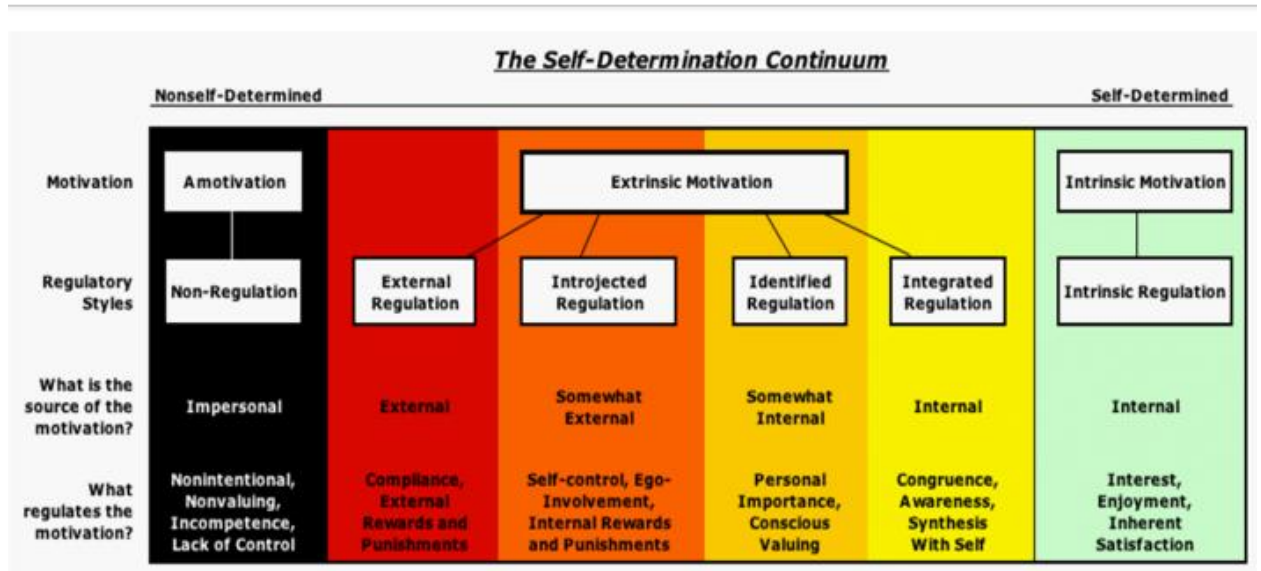 The Self-Determination Continuum
Nonself-Determined Self-Determined
Motivation
Amotivation
Extrinsic Motivation
Intrinsic Motivation
Regulatory
Styles
Non-Regulation
External
Regulation
Introjected
Regulation
Identified
Regulation
Integrated
Regulation
Intrinsic Regulation
What is the
source of the
motivation?
Impersonal
External
Somewhat
External
Somewhat
Internal
Internal
Internal
What
regulates the
motivation?
Nonintentional,
Nonvaluing,
Incompetence,
Lack of Control
Compliance,
External
Rewards and
Punishments
Self-control, Ego-
Involvement,
Internal Rewards
and Punishments
Personal
Importance,
Conscious
Valuing
Congruence,
Awareness,
Synthesis
With Self
Interest,
Enjoyment,
Inherent
Satisfaction